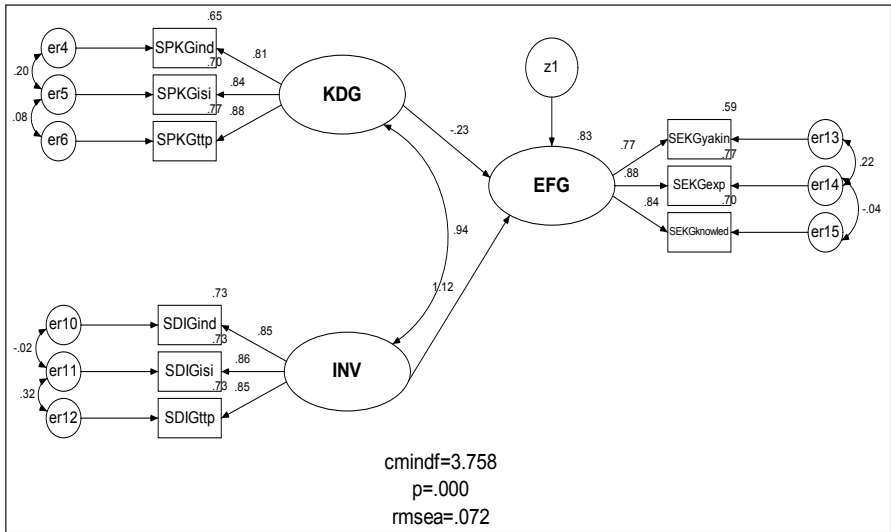 .65
er4
SPKGind
.81
.20
.70
er5
SPKGisi
.84
.08
.77
er6
SPKGttp
.88
KDG
-.23
z1
.83
EFG
.59
.77
SEKGyakin
er13
.77
.22
.88
SEKGexp
er14
.70
-.04
.84
SEKGknowled
er15
.94
1.12
.73
er10
SDIGind
.85
-.02
.73
er11
SDIGisi
.86
.32
.73
er12
SDIGttp
.85
INV
cmindf=3.758
p=.000
rmsea=.072